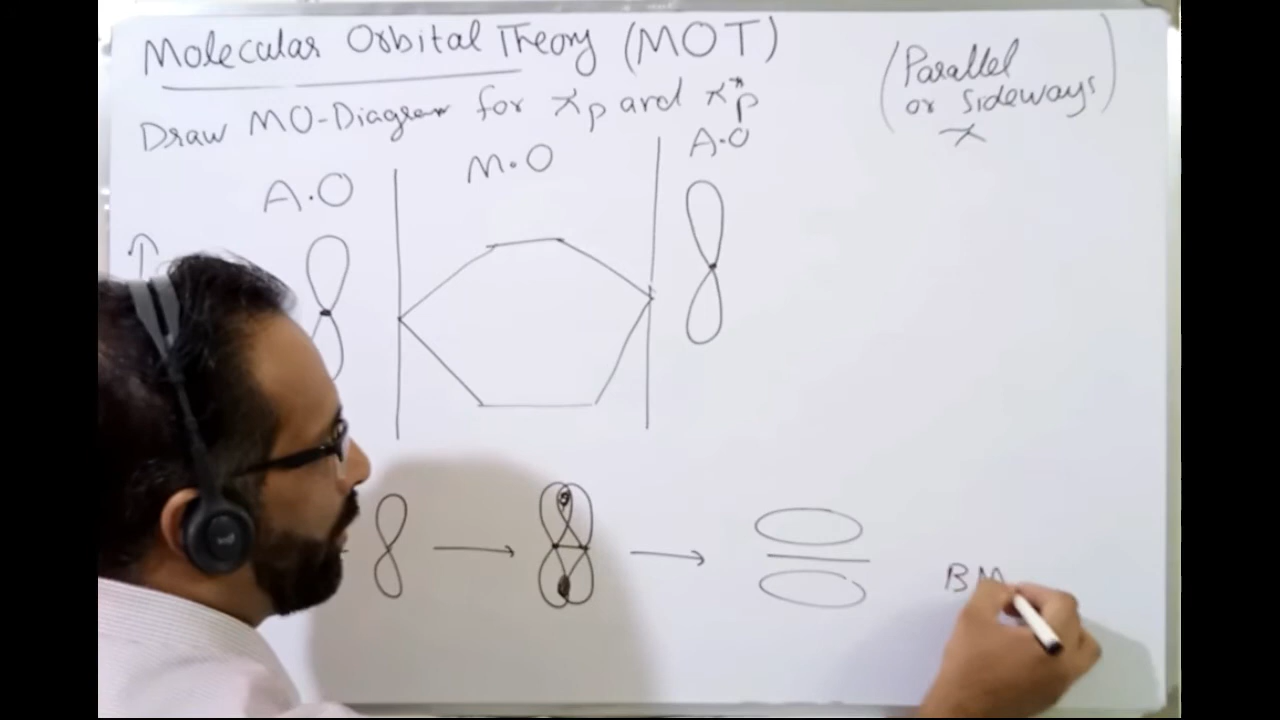 Molecular Orbital Theory (MOT)
(Parallel
or sideways)
π
Draw MO-Diagram for πp and π*p
A.O
M.O
A.O
BM